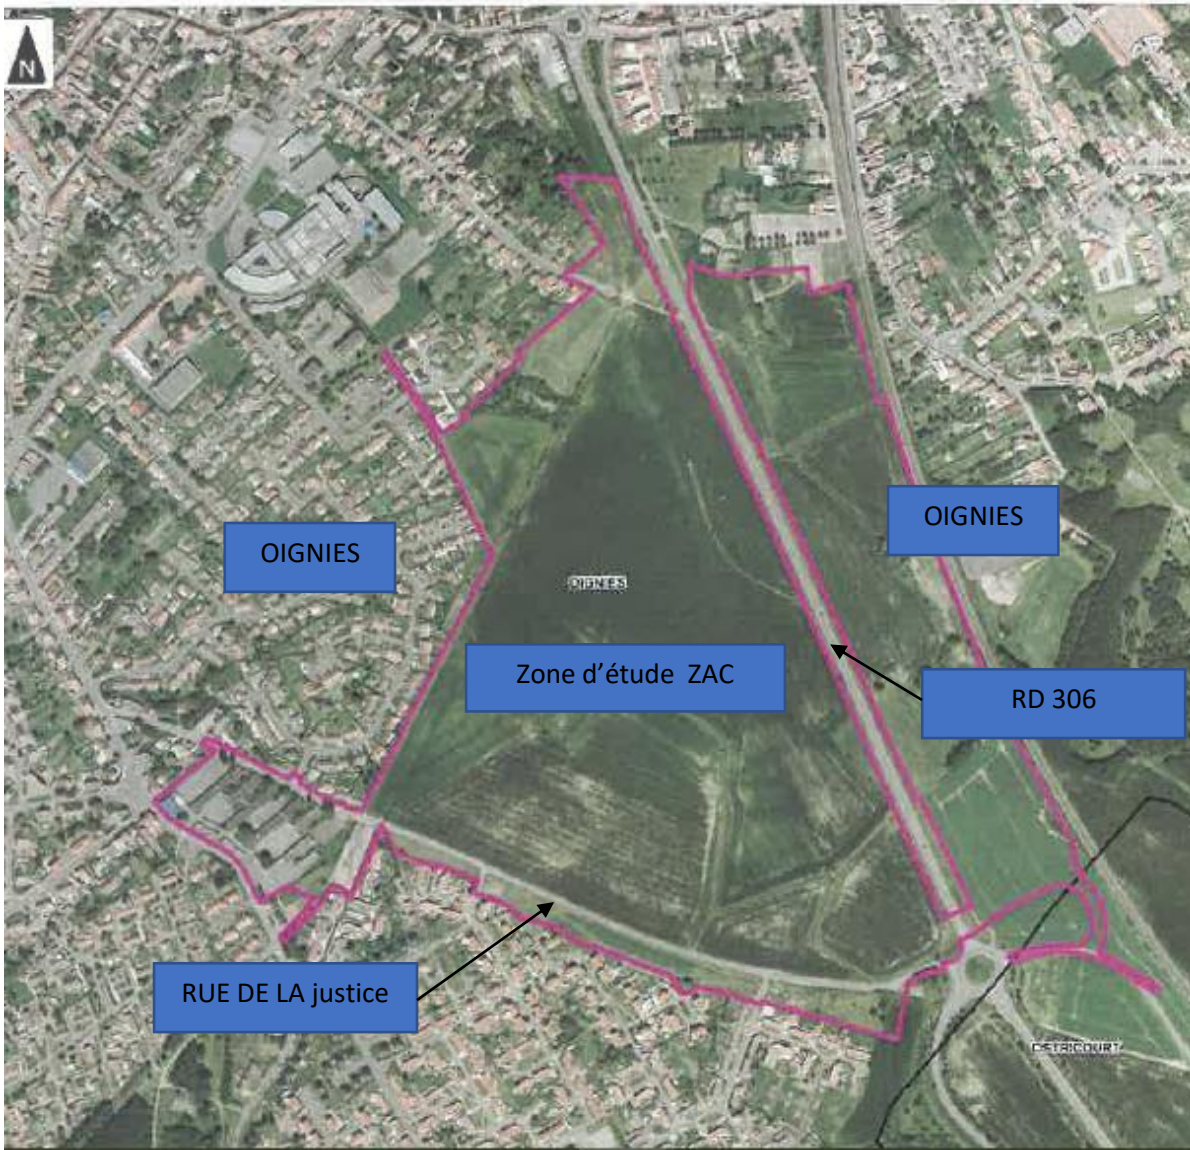 N
OIGNIES
OIGNIES
OIGNIES
Zone d'étude  ZAC
RD 306
RUE DE LA justice